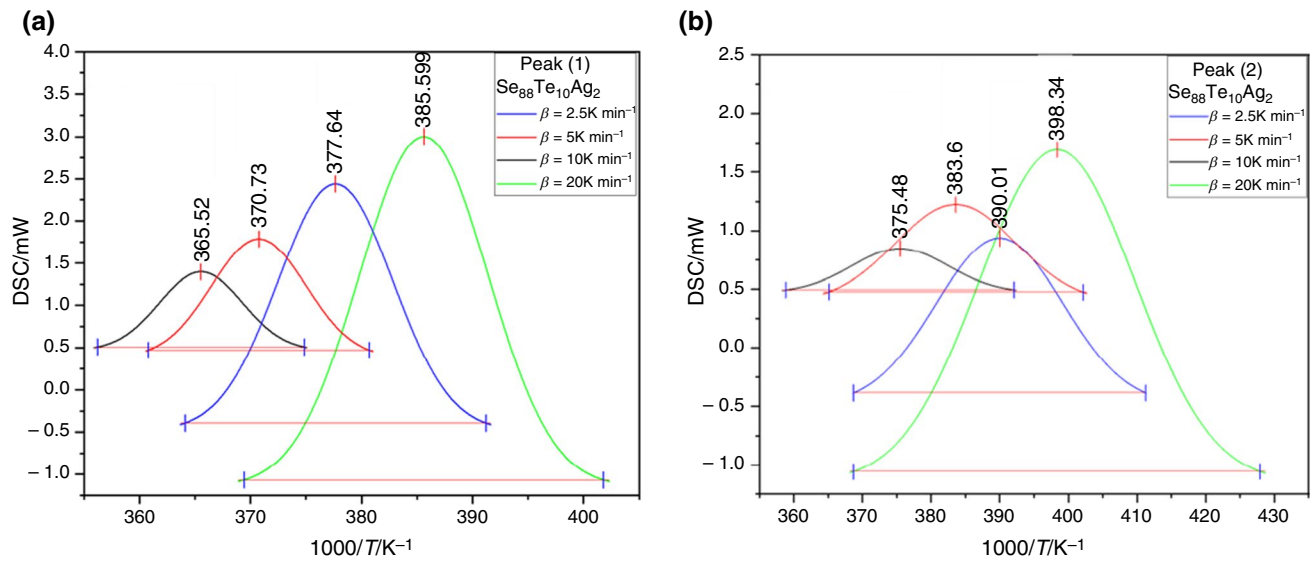 (a)
4.0
3.5
3.0
2.5
2.0
1.5
1.0
0.5
0.0
– 0.5
– 1.0
DSC/mW
365.52
370.73
377.64
385.599
Peak (1)
Se₈₈Te₁₀Ag₂
β = 2.5K min⁻¹
β = 5K min⁻¹
β = 10K min⁻¹
β = 20K min⁻¹
360 370 380 390 400
1000/T/K⁻¹
(b)
2.5
2.0
1.5
1.0
0.5
0.0
– 0.5
– 1.0
DSC/mW
375.48
383.6
390.01
398.34
Peak (2)
Se₈₈Te₁₀Ag₂
β = 2.5K min⁻¹
β = 5K min⁻¹
β = 10K min⁻¹
β = 20K min⁻¹
360 370 380 390 400 410 420 430
1000/T/K⁻¹